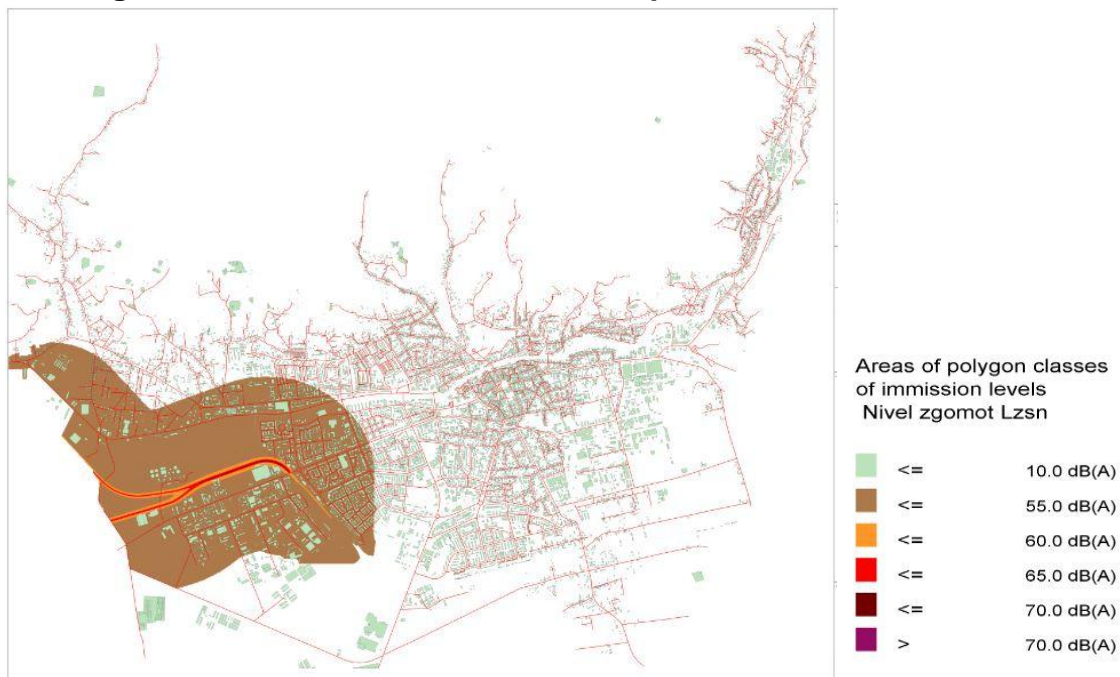 Areas of polygon classes
of immission levels
Nivel zgomot Lzsn
<= 10.0 dB(A)
<= 55.0 dB(A)
<= 60.0 dB(A)
<= 65.0 dB(A)
<= 70.0 dB(A)
> 70.0 dB(A)